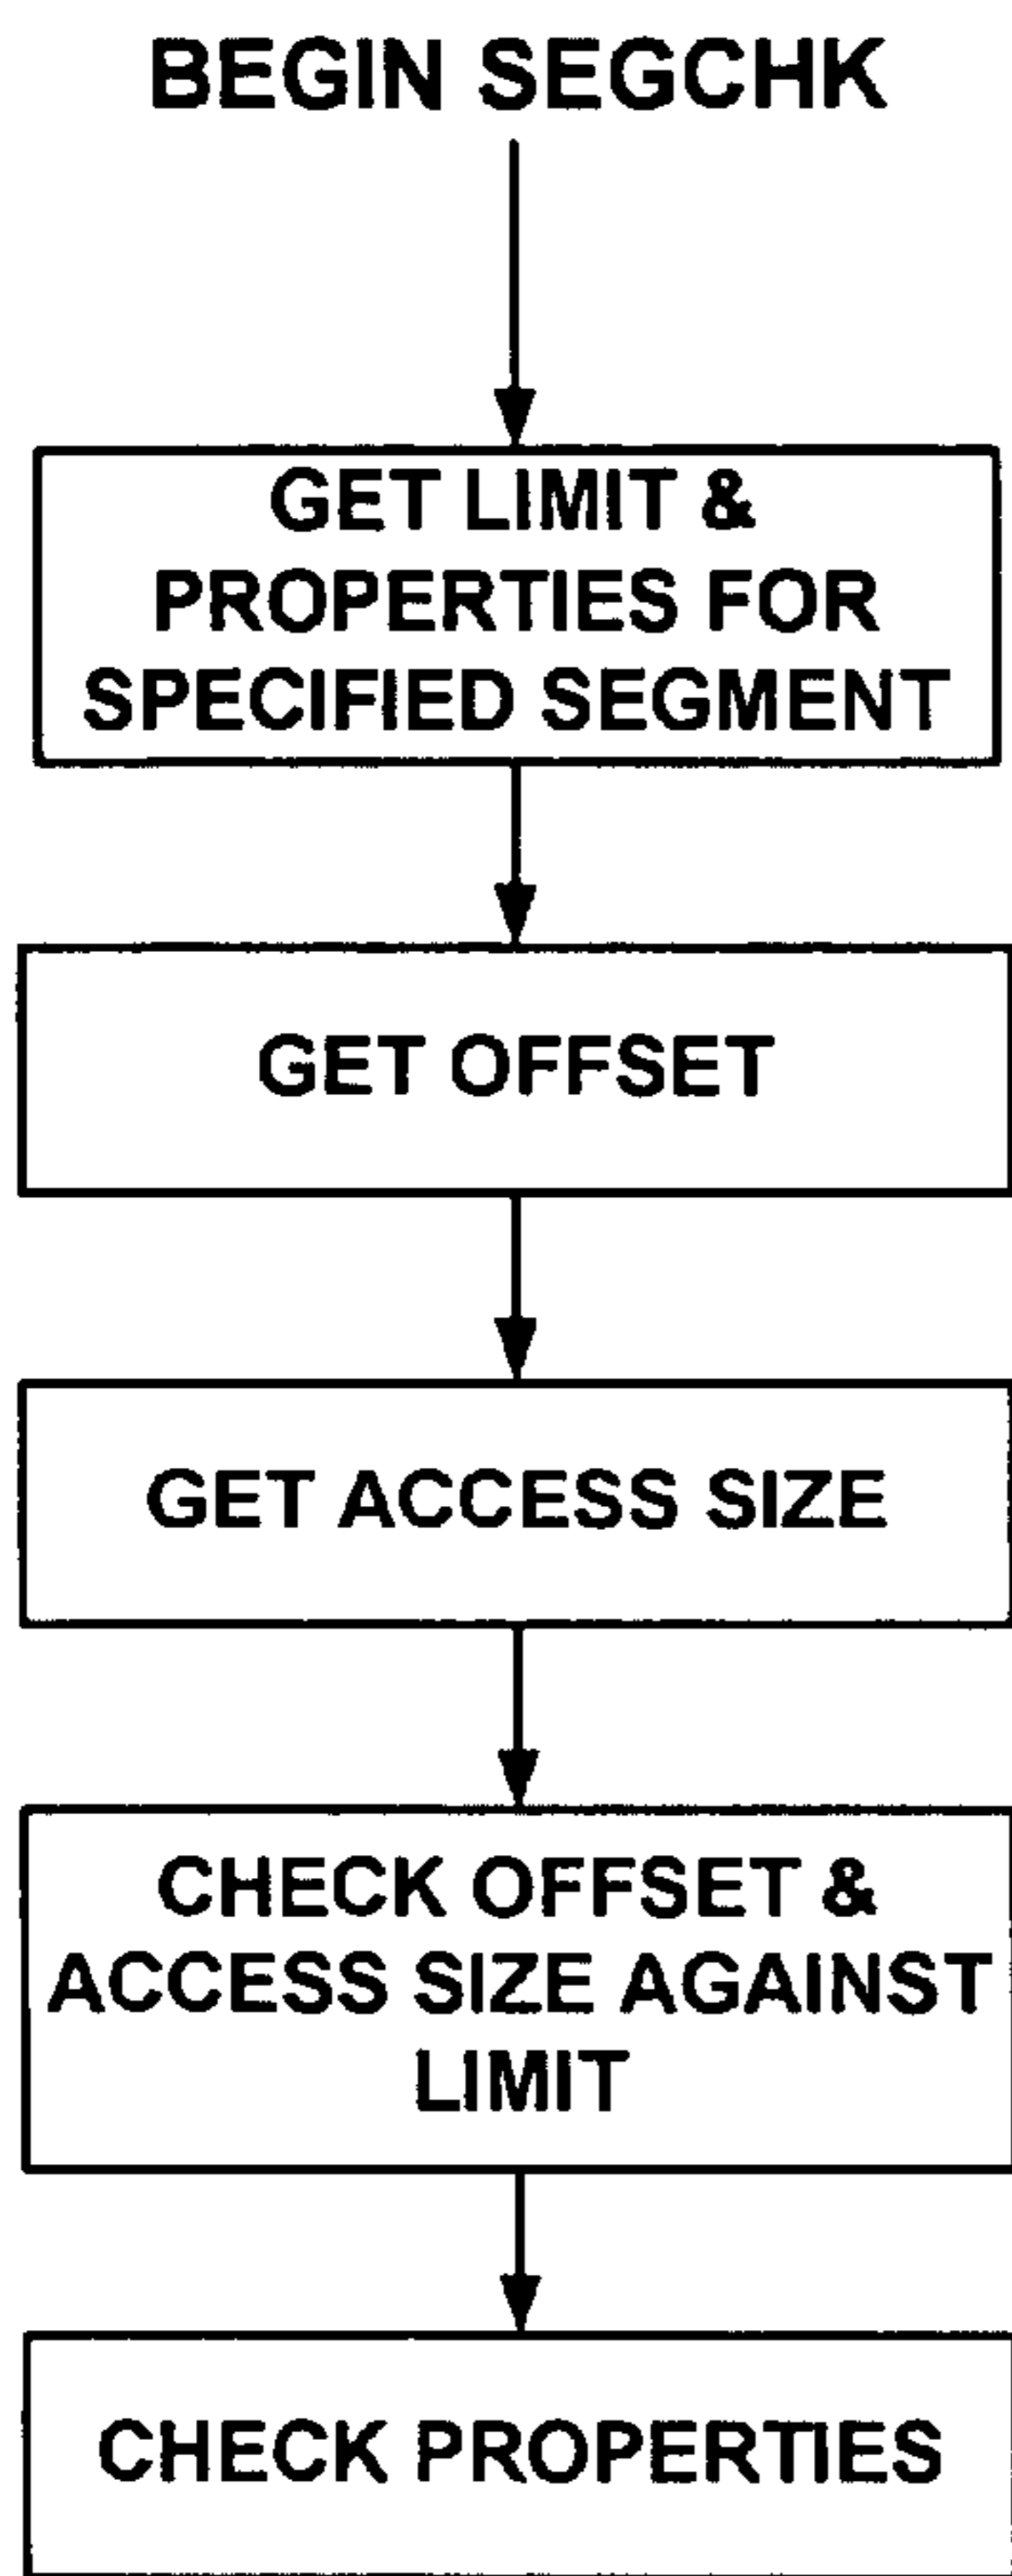 BEGIN SEGCHK
GET LIMIT &
PROPERTIES FOR
SPECIFIED SEGMENT
GET OFFSET
GET ACCESS SIZE
CHECK OFFSET &
ACCESS SIZE AGAINST
LIMIT
CHECK PROPERTIES